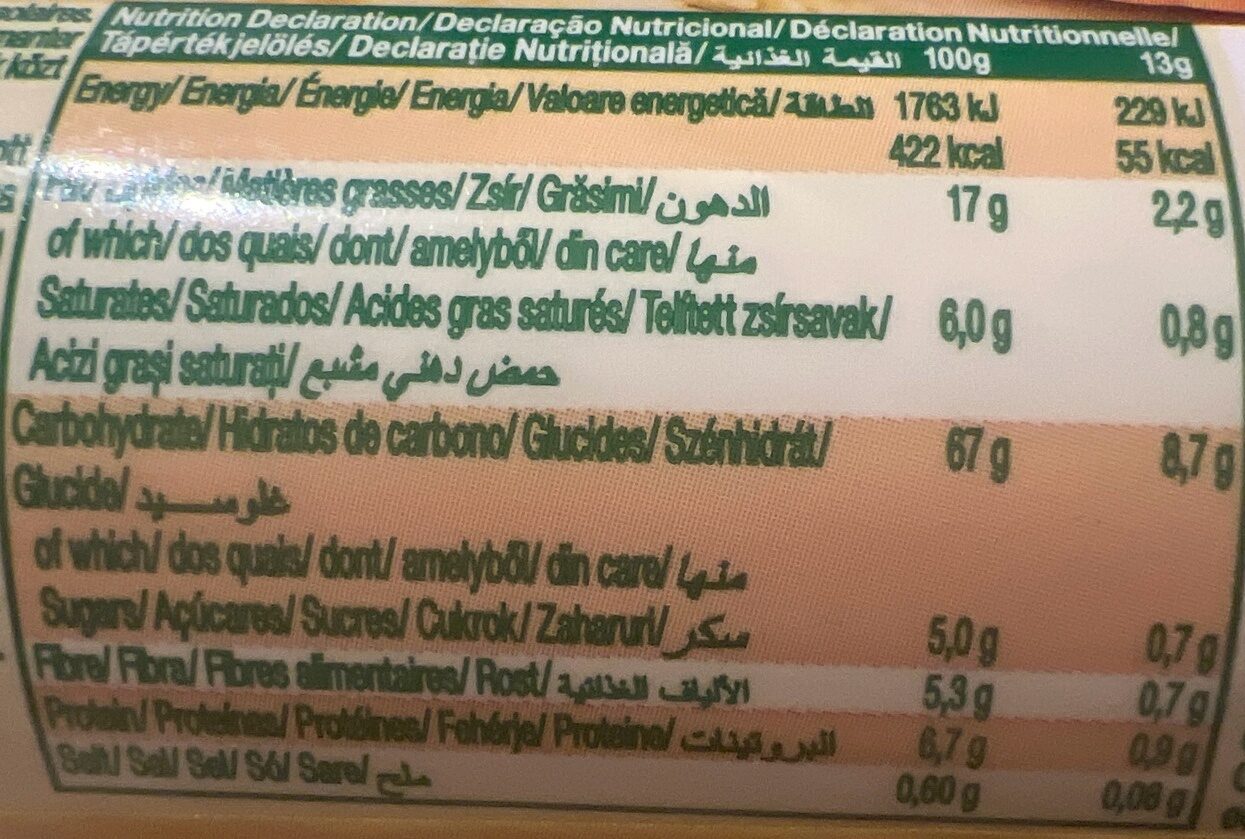 Nutrition Declaration/ Declaração Nutricional/ Déclaration Nutritionnelle/
Tápértékjelölés/ Declarație Nutrițională/ القيمة الغذائية 100g 13g
Energy/ Energia/ Énergie/ Energia/ Valoare energetică/ الطاقة 1763 kJ 229 kJ
422 kcal 55 kcal
Matières grasses/ Zsír/ Grăsimi/ الدهون 17 g 2,2 g
of which/ dos quais/ dont/ amelyből/ din care/ منها
Saturates/ Saturados/ Acides gras saturés/ Telített zsírsavak/ 6,0 g 0,8 g
Acizi grași saturați/ حمض دهني مشبع
Carbohydrate/ Hidratos de carbono/ Glucides/ Szénhidrát/ 67 g 8,7 g
Glucide/
of which/ dos quais/ dont/ amelyből/ din care/ منها
Sugars/ Açúcares/ Sucres/ Cukrok/ Zaharuri/ سكر 5,0 g 0,7 g
Fibre/ Fibra/ Fibres alimentaires/ Rost/ الألياف الغذائية 5,3 g 0,7 g
Protein/ Proteínas/ Protéines/ Fehérje/ Proteine/ البروتينات 6,7 g 0,9 g
Salt/ Sal/ Sel/ Só/ Sare/ ملح 0,60 g 0,08 g